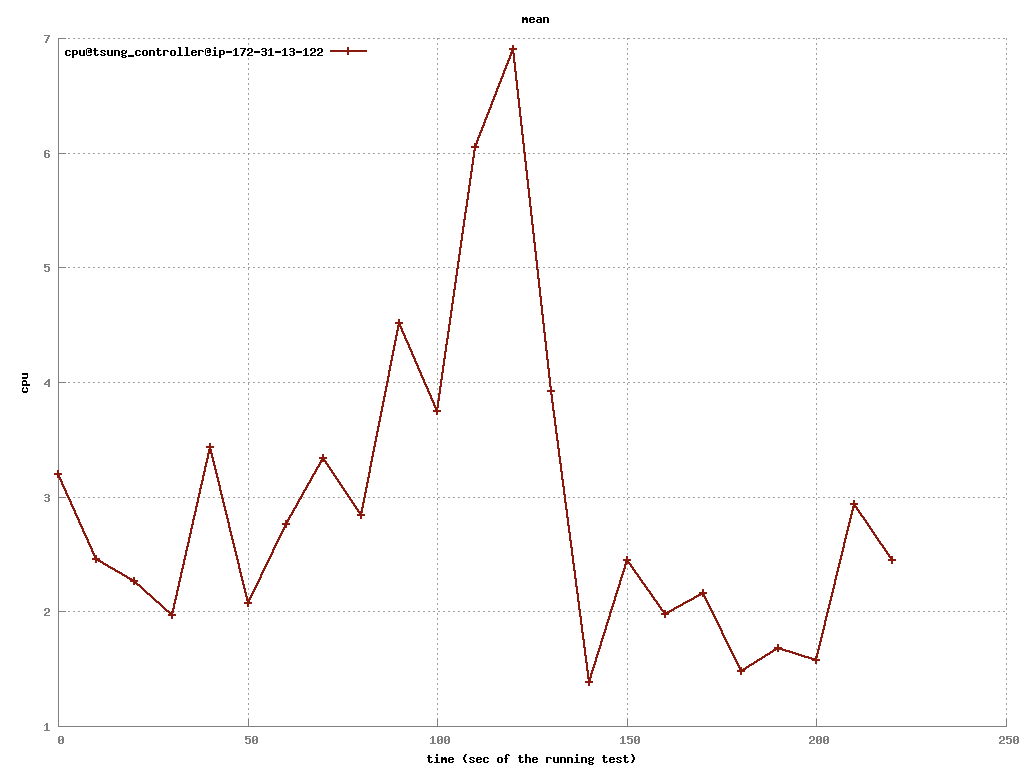 mean
cpu@tsung_controller@ip-172-31-13-122
7
6
5
4
3
2
1
cpu
0 50 100 150 200 250
time (sec of the running test)